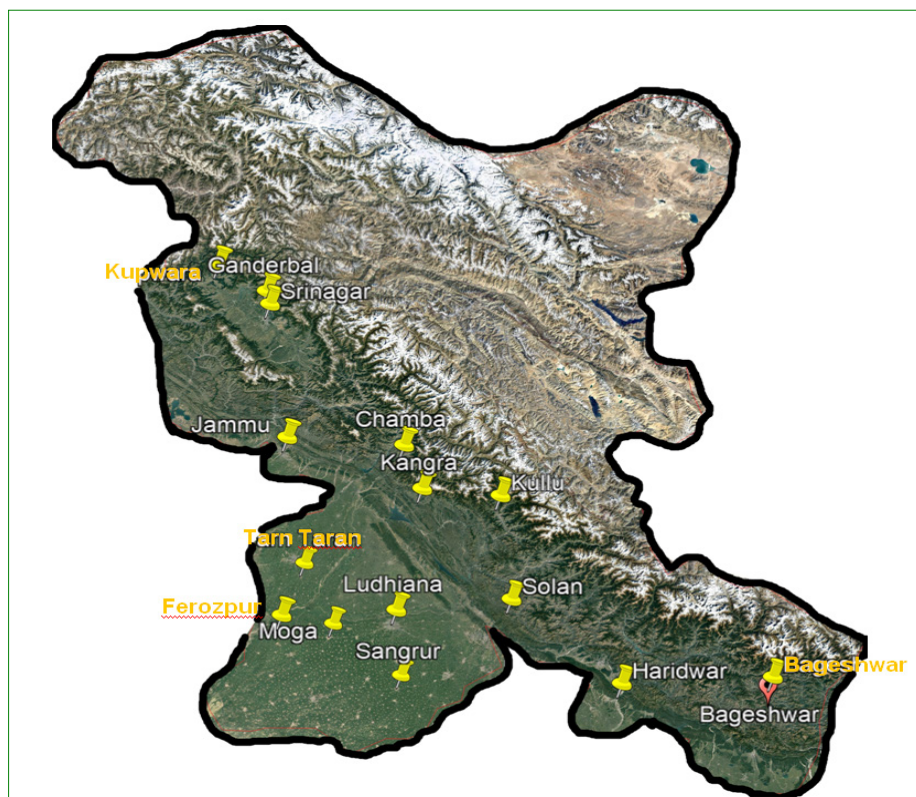 Ganderbal
Kupwara
Srinagar
Jammu
Chamba
Kangra
Kullu
Tarn Taran
Ludhiana
Solan
Ferozpur
Moga
Sangrur
Haridwar
Bageshwar
Bageshwar